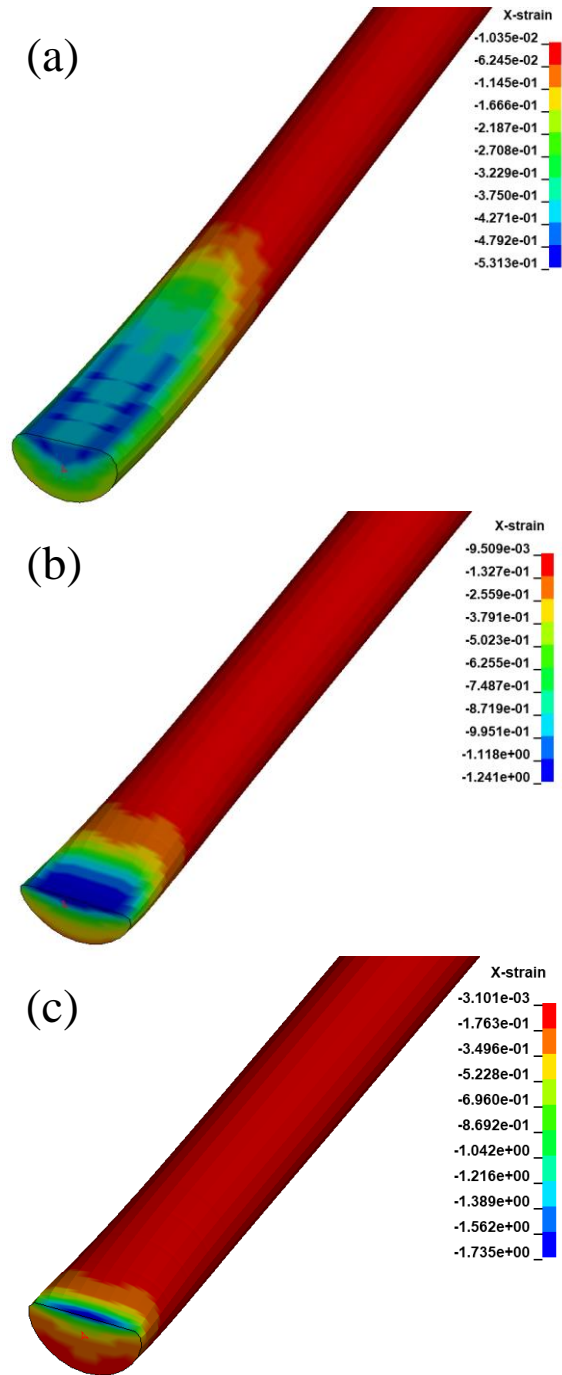 (a)
X-strain
-1.035e-02
-6.245e-02
-1.145e-01
-1.666e-01
-2.187e-01
-2.708e-01
-3.229e-01
-3.750e-01
-4.271e-01
-4.792e-01
-5.313e-01
(b)
X-strain
-9.509e-03
-1.327e-01
-2.559e-01
-3.791e-01
-5.023e-01
-6.255e-01
-7.487e-01
-8.719e-01
-9.951e-01
-1.118e+00
-1.241e+00
(c)
X-strain
-3.101e-03
-1.763e-01
-3.496e-01
-5.228e-01
-6.960e-01
-8.692e-01
-1.042e+00
-1.216e+00
-1.389e+00
-1.562e+00
-1.735e+00